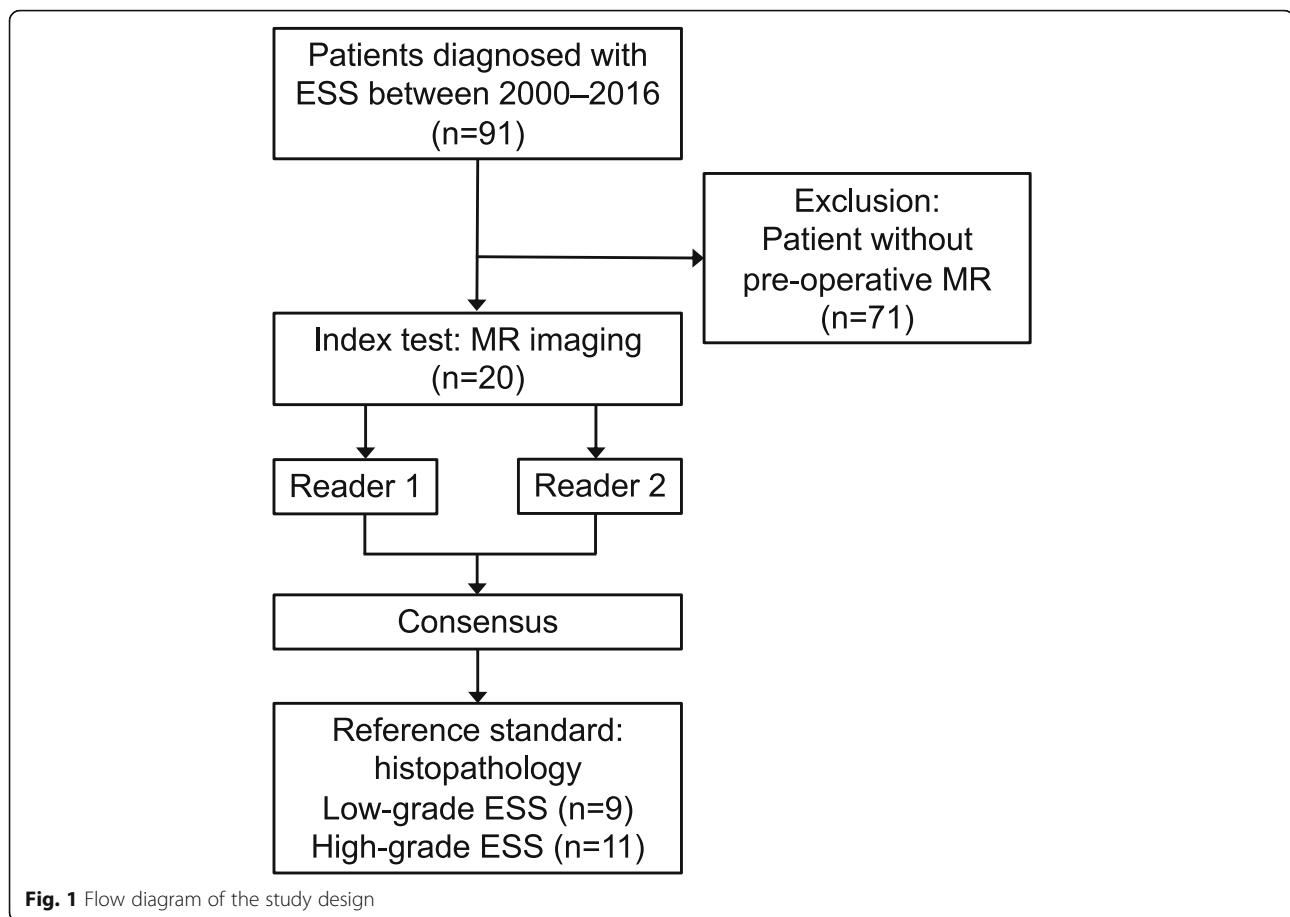 Patients diagnosed with
ESS between 2000–2016
(n=91)
Exclusion:
Patient without
pre-operative MR
(n=71)
Index test: MR imaging
(n=20)
Reader 1
Reader 2
Consensus
Reference standard:
histopathology
Low-grade ESS (n=9)
High-grade ESS (n=11)
Fig. 1 Flow diagram of the study design